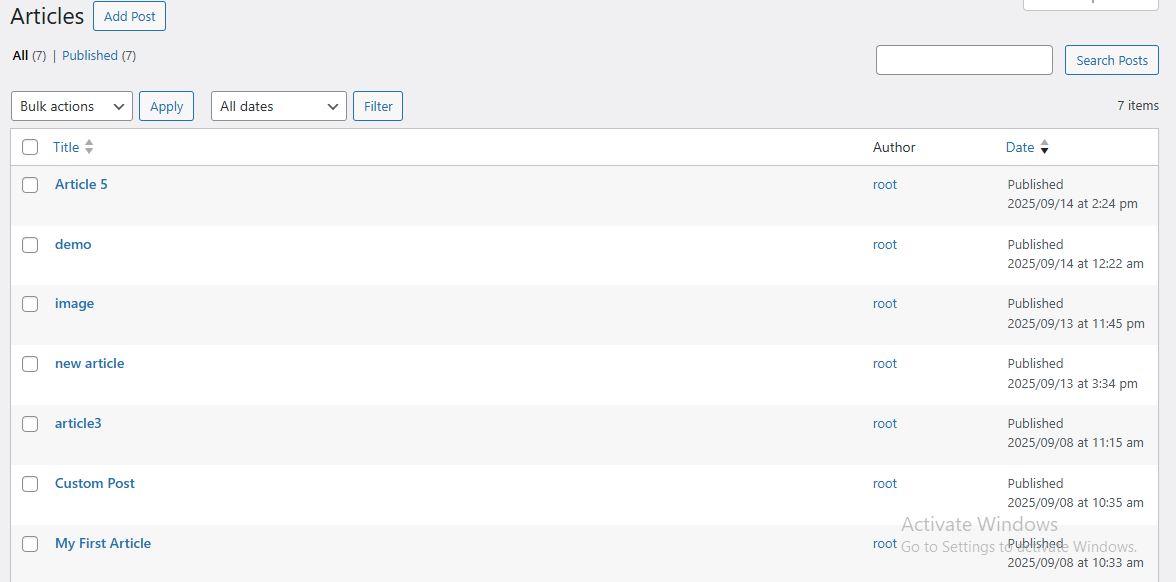 Articles Add Post
All (7) | Published (7)
Search Posts
Bulk actions Apply All dates Filter 7 items
Title Author Date
Article 5 root Published
2025/09/14 at 2:24 pm
demo root Published
2025/09/14 at 12:22 am
image root Published
2025/09/13 at 11:45 pm
new article root Published
2025/09/13 at 3:34 pm
article3 root Published
2025/09/08 at 11:15 am
Custom Post root Published
2025/09/08 at 10:35 am
Activate Windows
My First Article root Published
Go to Settings to activate Windows.
2025/09/08 at 10:33 am